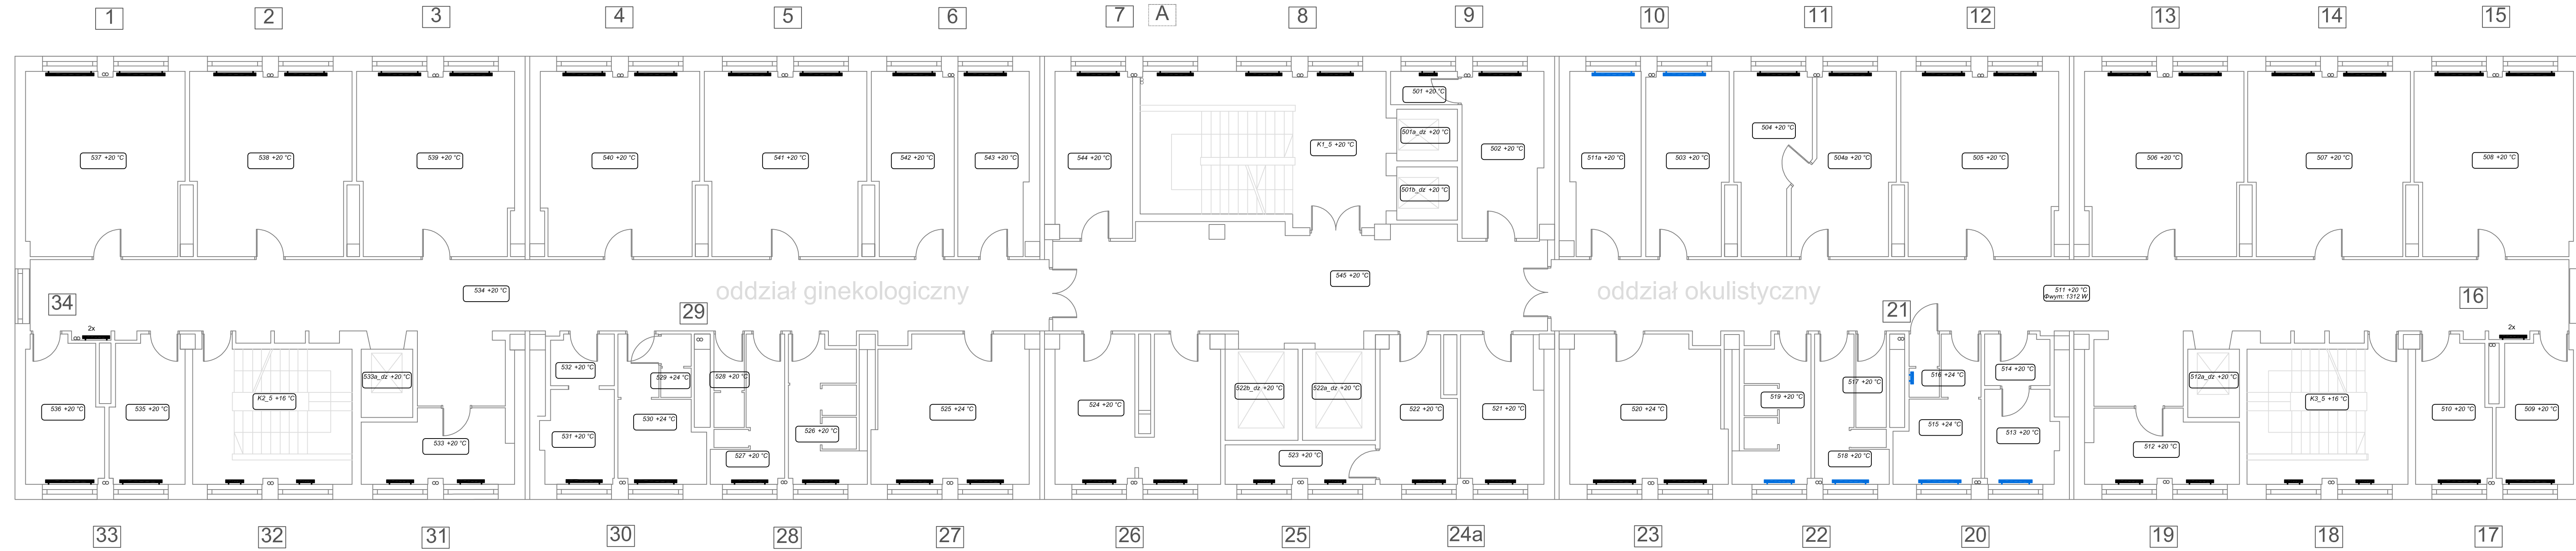 1
2
3
4
5
6
7
A
8
9
10
11
12
13
14
15
501 +20 °C
504 +20 °C
501a_dz +20 °C
K1_5 +20 °C
502 +20 °C
537 +20 °C
538 +20 °C
539 +20 °C
540 +20 °C
541 +20 °C
542 +20 °C
543 +20 °C
544 +20 °C
511a +20 °C
503 +20 °C
504a +20 °C
505 +20 °C
506 +20 °C
507 +20 °C
508 +20 °C
501b_dz +20 °C
545 +20 °C
534 +20 °C
oddział ginekologiczny
oddział okulistyczny
511 +20 °C
Φwym: 1312 W
34
29
21
16
2x
2x
532 +20 °C
529 +24 °C
528 +20 °C
533a_dz +20 °C
522b_dz +20 °C
522a_dz +20 °C
517 +20 °C
516 +24 °C
514 +20 °C
512a_dz +20 °C
536 +20 °C
535 +20 °C
K2_5 +16 °C
530 +24 °C
525 +24 °C
524 +20 °C
522 +20 °C
521 +20 °C
520 +24 °C
519 +20 °C
515 +24 °C
K3_5 +16 °C
510 +20 °C
509 +20 °C
533 +20 °C
531 +20 °C
526 +20 °C
513 +20 °C
512 +20 °C
527 +20 °C
523 +20 °C
518 +20 °C
33
32
31
30
28
27
26
25
24a
23
22
20
19
18
17